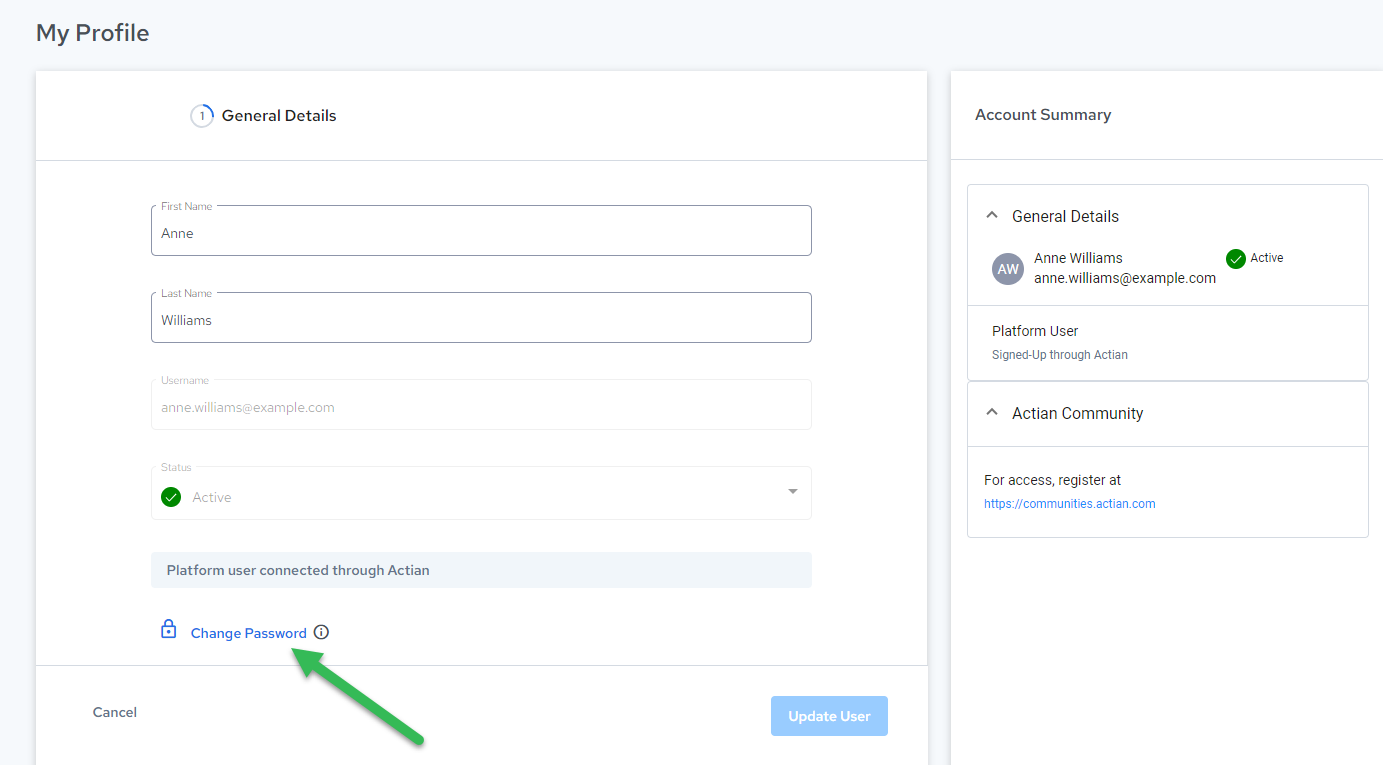 My Profile
1 General Details
First Name
Anne
Last Name
Williams
Username
anne.williams@example.com
Status
Active
Platform user connected through Actian
Change Password
Cancel
Update User
Account Summary
General Details
AW
Anne Williams
Active
anne.williams@example.com
Platform User
Signed-Up through Actian
Actian Community
For access, register at
https://communities.actian.com